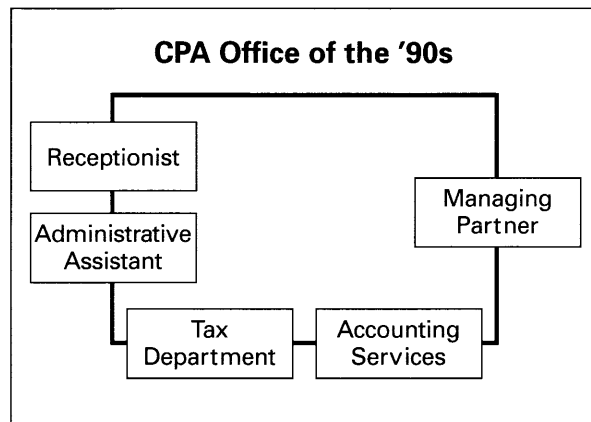 CPA Office of the '90s
Receptionist
Administrative
Assistant
Managing
Partner
Tax
Department
Accounting
Services